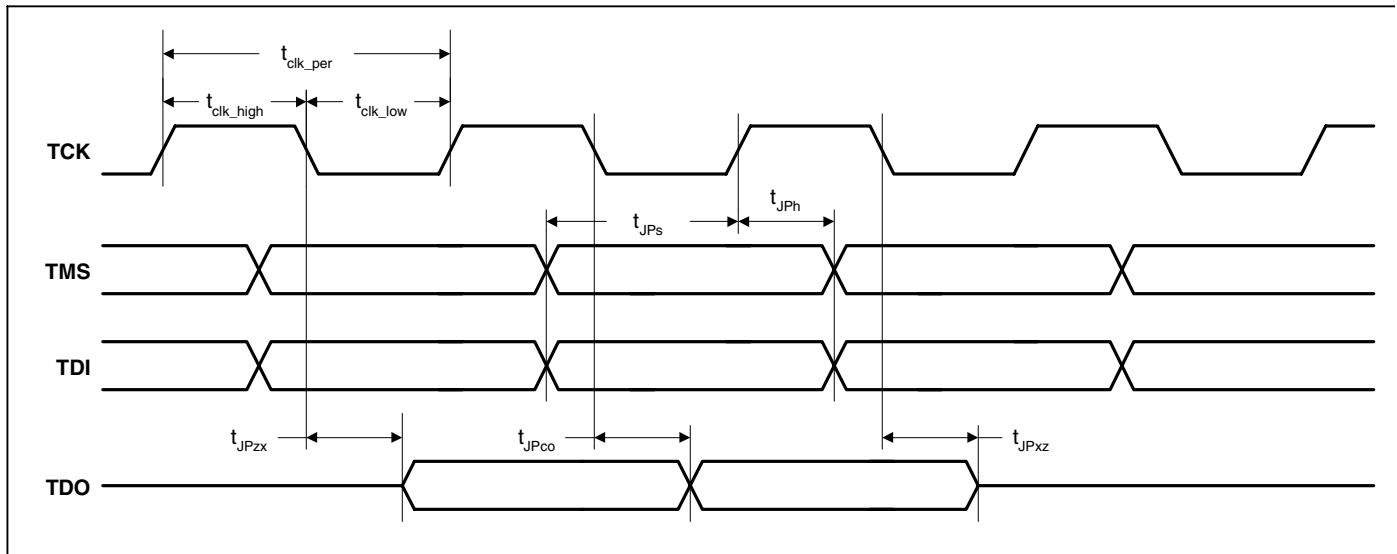 t_clk_per
t_clk_high t_clk_low
TCK
t_JPs t_JPh
TMS
TDI
t_JPzx t_JPco t_JPxz
TDO